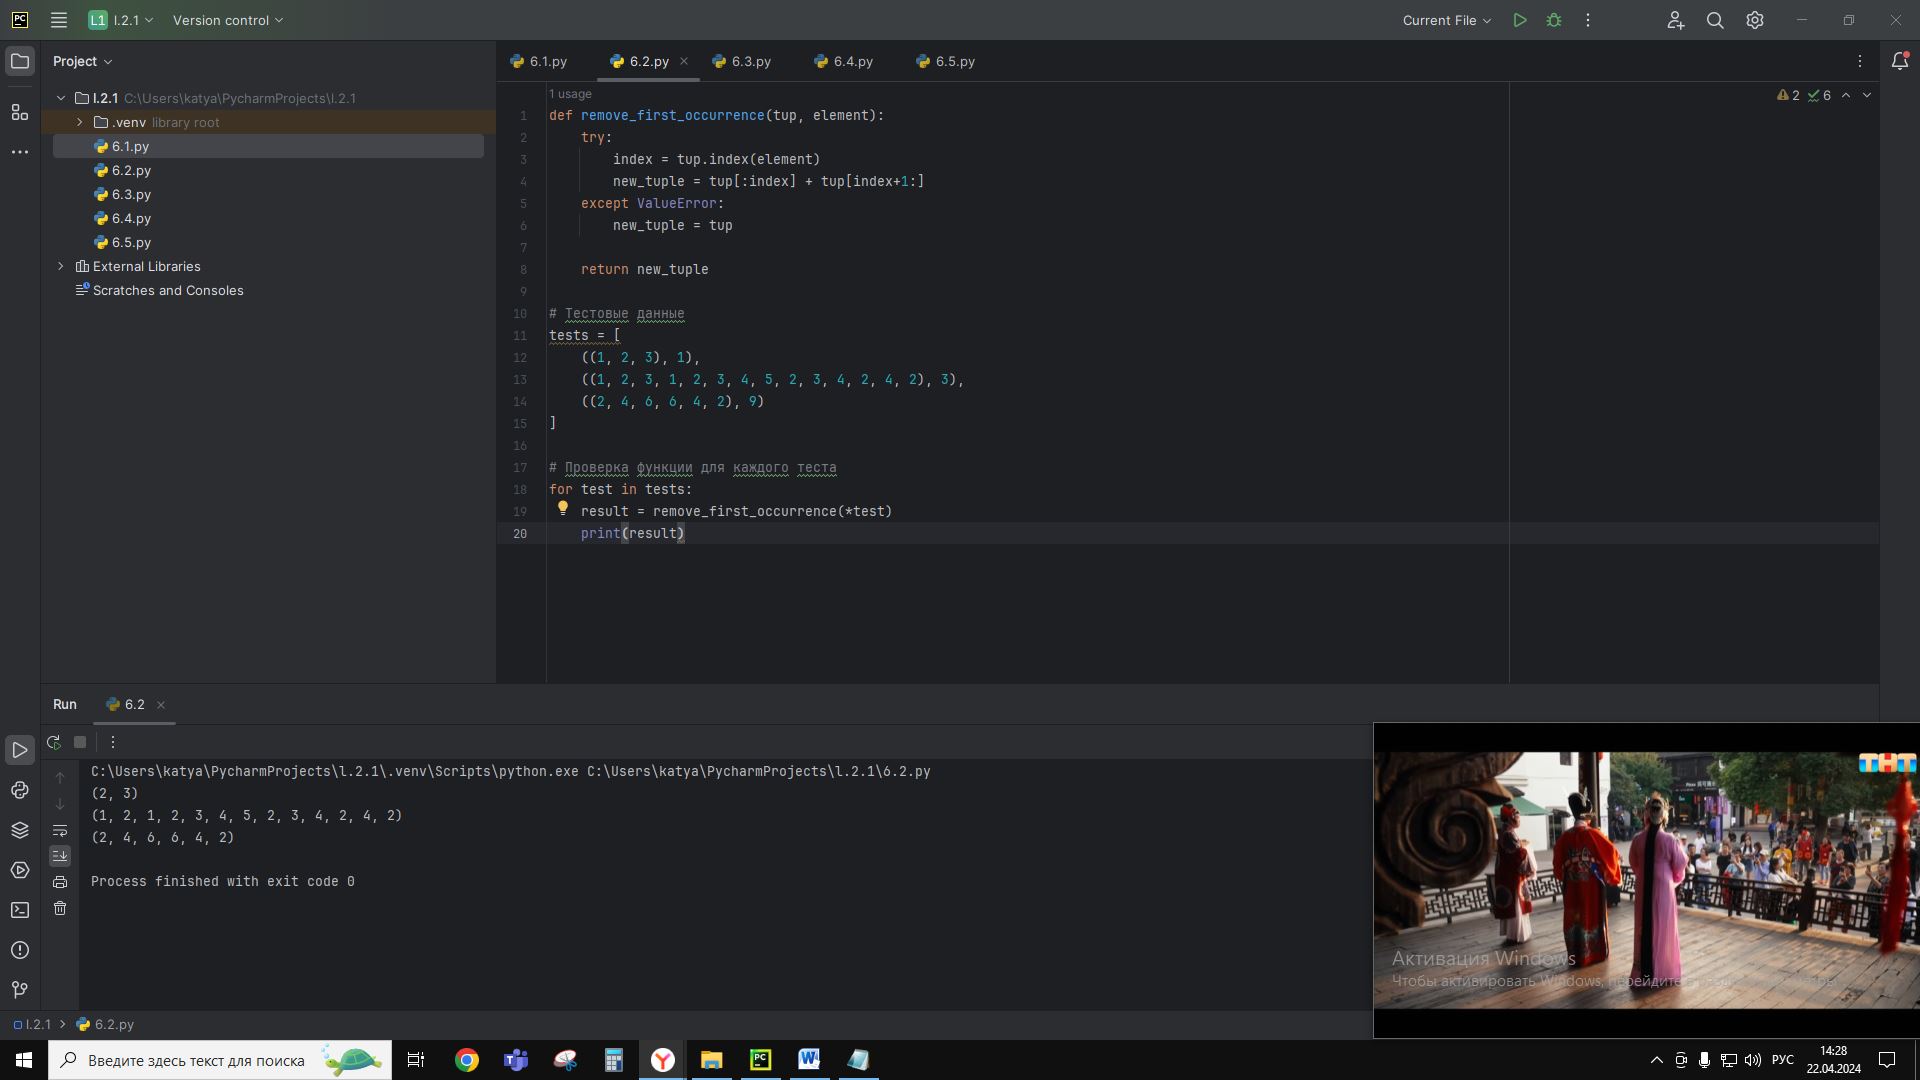 PC
L1 l.2.1
Version control
Current File
Project
6.1.py
6.2.py
6.3.py
6.4.py
6.5.py
l.2.1 C:\Users\katya\PycharmProjects\l.2.1
.venv library root
6.1.py
6.2.py
6.3.py
6.4.py
6.5.py
External Libraries
Scratches and Consoles
1 usage
2 6
1 def remove_first_occurrence(tup, element):
2 try:
3 index = tup.index(element)
4 new_tuple = tup[:index] + tup[index+1:]
5 except ValueError:
6 new_tuple = tup
7
8 return new_tuple
9
10 # Тестовые данные
11 tests = [
12 ((1, 2, 3), 1),
13 ((1, 2, 3, 1, 2, 3, 4, 5, 2, 3, 4, 2, 4, 2), 3),
14 ((2, 4, 6, 6, 4, 2), 9)
15 ]
16
17 # Проверка функции для каждого теста
18 for test in tests:
19 result = remove_first_occurrence(*test)
20 print(result)
Run
6.2
C:\Users\katya\PycharmProjects\l.2.1\.venv\Scripts\python.exe C:\Users\katya\PycharmProjects\l.2.1\6.2.py
(2, 3)
(1, 2, 1, 2, 3, 4, 5, 2, 3, 4, 2, 4, 2)
(2, 4, 6, 6, 4, 2)
Process finished with exit code 0
ТНТ
Активация Windows
Чтобы активировать Windows, перейдите в
l.2.1 > 6.2.py
Введите здесь текст для поиска
РУС
14:28
22.04.2024